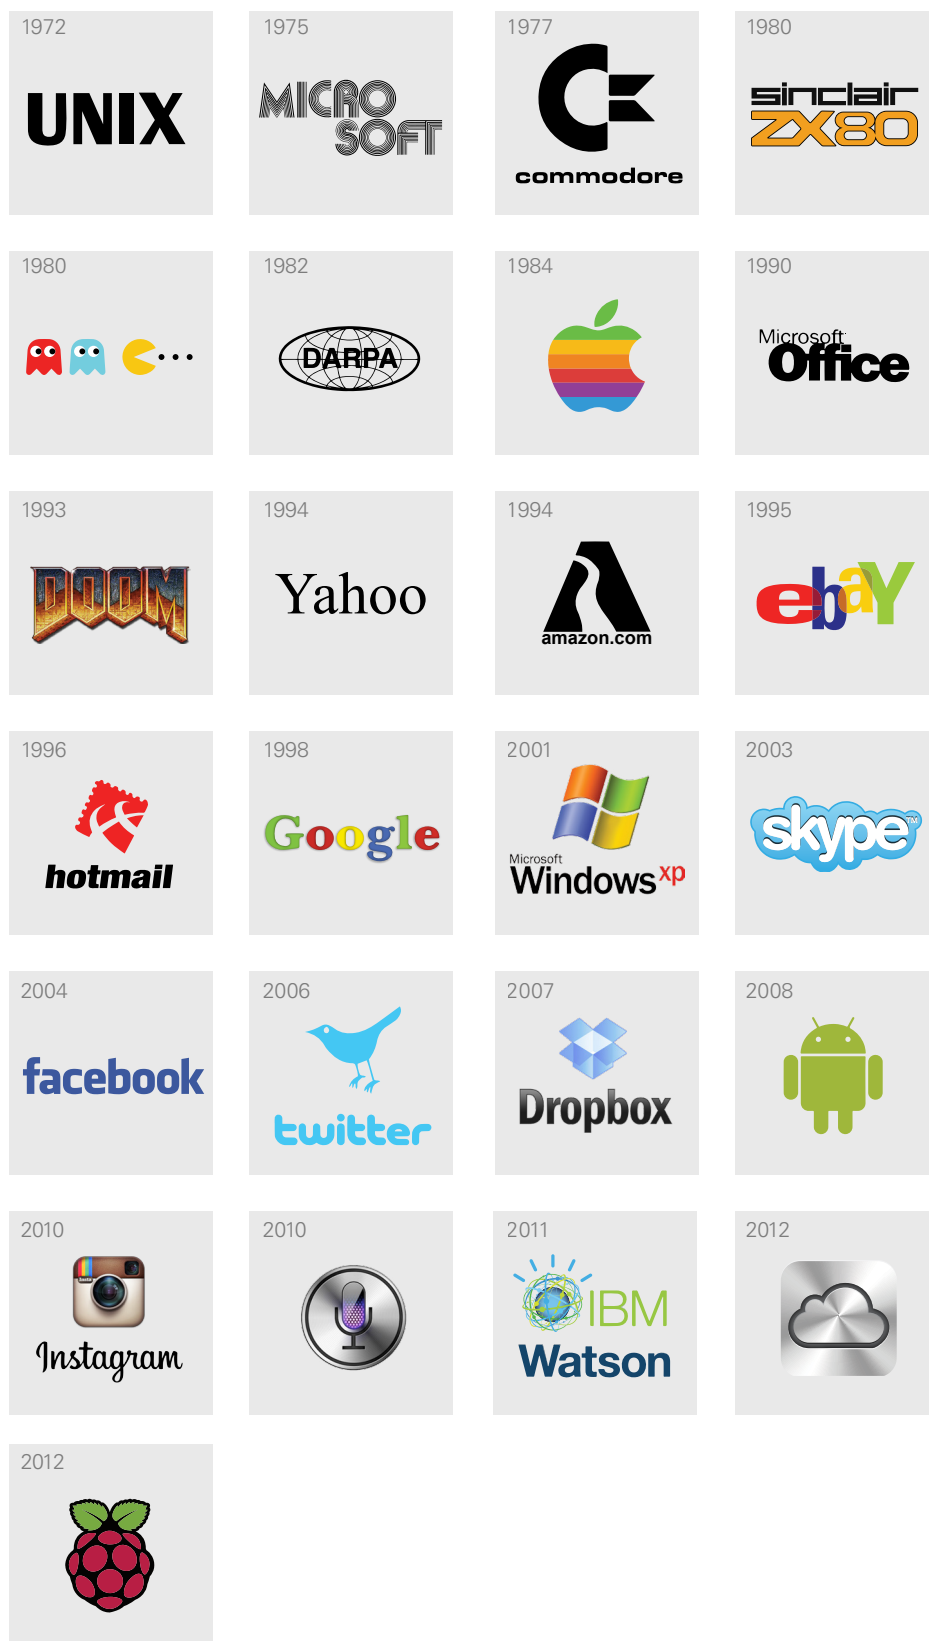 1972
UNIX
1975
MICRO
SOFT
1977
commodore
1980
sinclair
ZX80
1980
1982
DARPA
1984
1990
Microsoft
Office
1993
DOOM
1994
Yahoo
1994
amazon.com
1995
ebaY
1996
hotmail
1998
Google
2001
Microsoft
Windows xp
2003
skype™
2004
facebook
2006
twitter
2007
Dropbox
2008
2010
Insta
Instagram
2010
2011
IBM
Watson
2012
2012